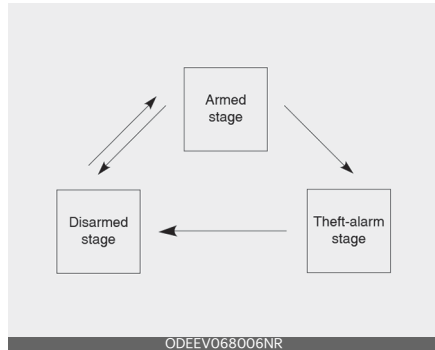 Armed
stage
Disarmed
stage
Theft-alarm
stage
ODEEV068006NR